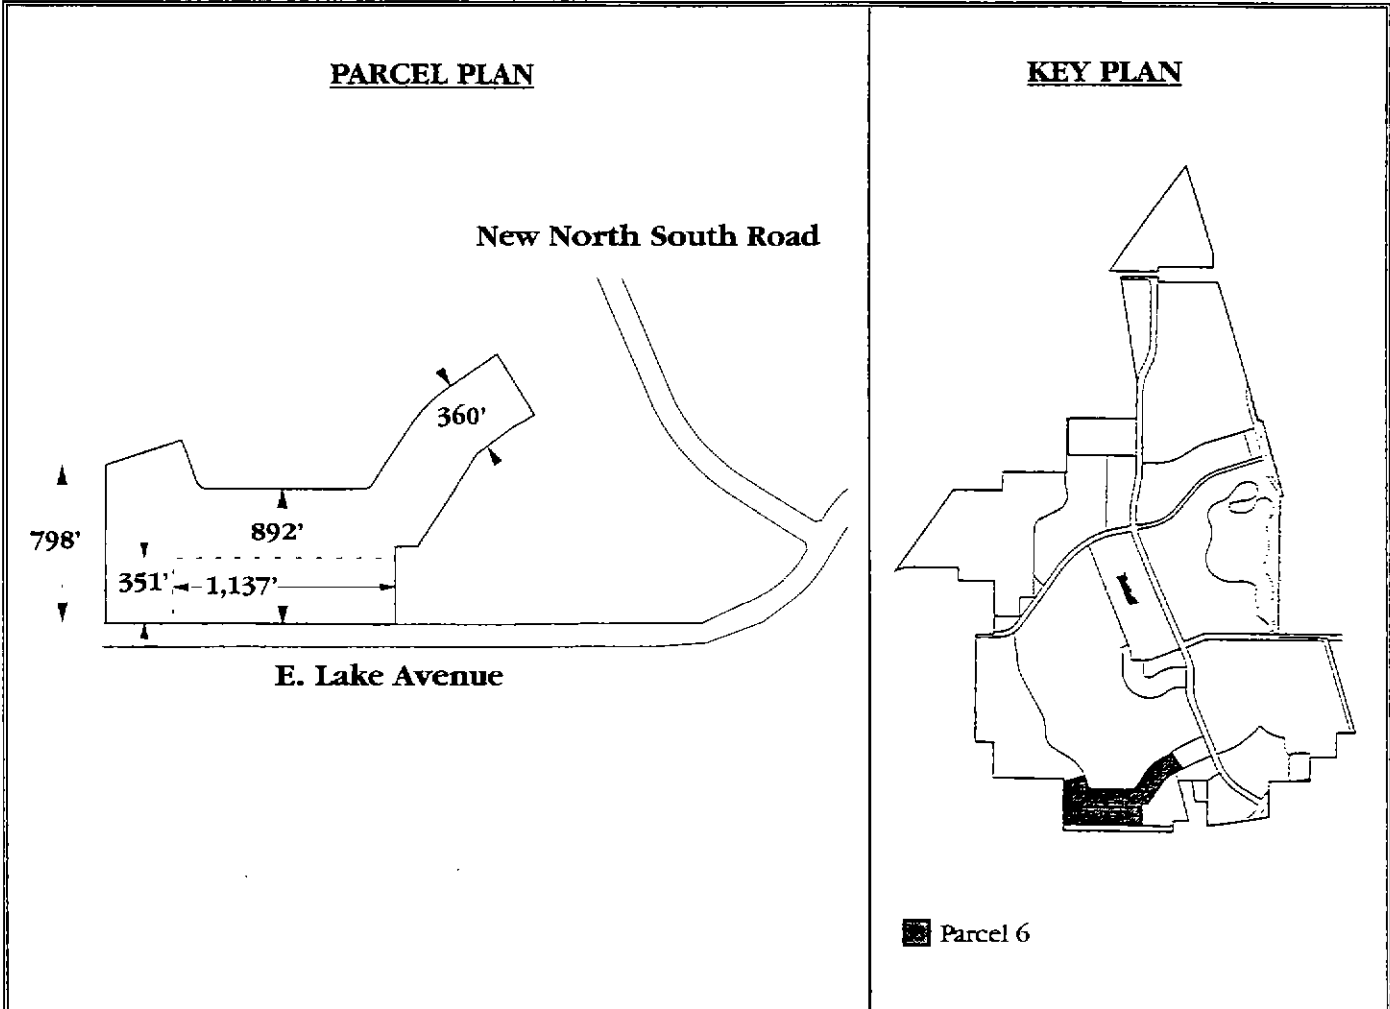 PARCEL PLAN
New North South Road
360'
798'
892'
351'
1,137'
E. Lake Avenue
KEY PLAN
Parcel 6